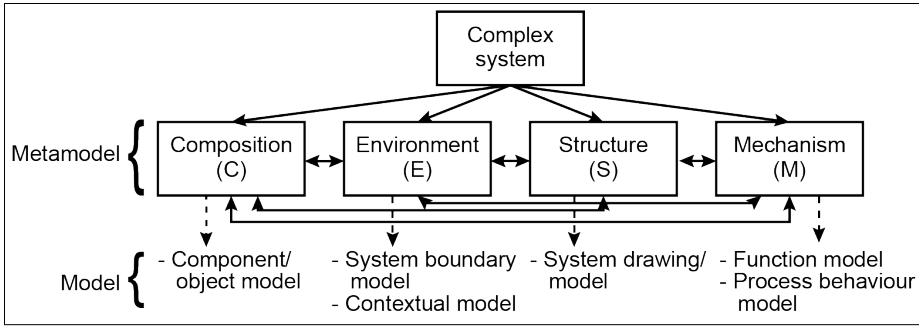 Complex
system
Metamodel
Composition
(C)
Environment
(E)
Structure
(S)
Mechanism
(M)
Model
- Component/
object model
- System boundary
model
- Contextual model
- System drawing/
model
- Function model
- Process behaviour
model